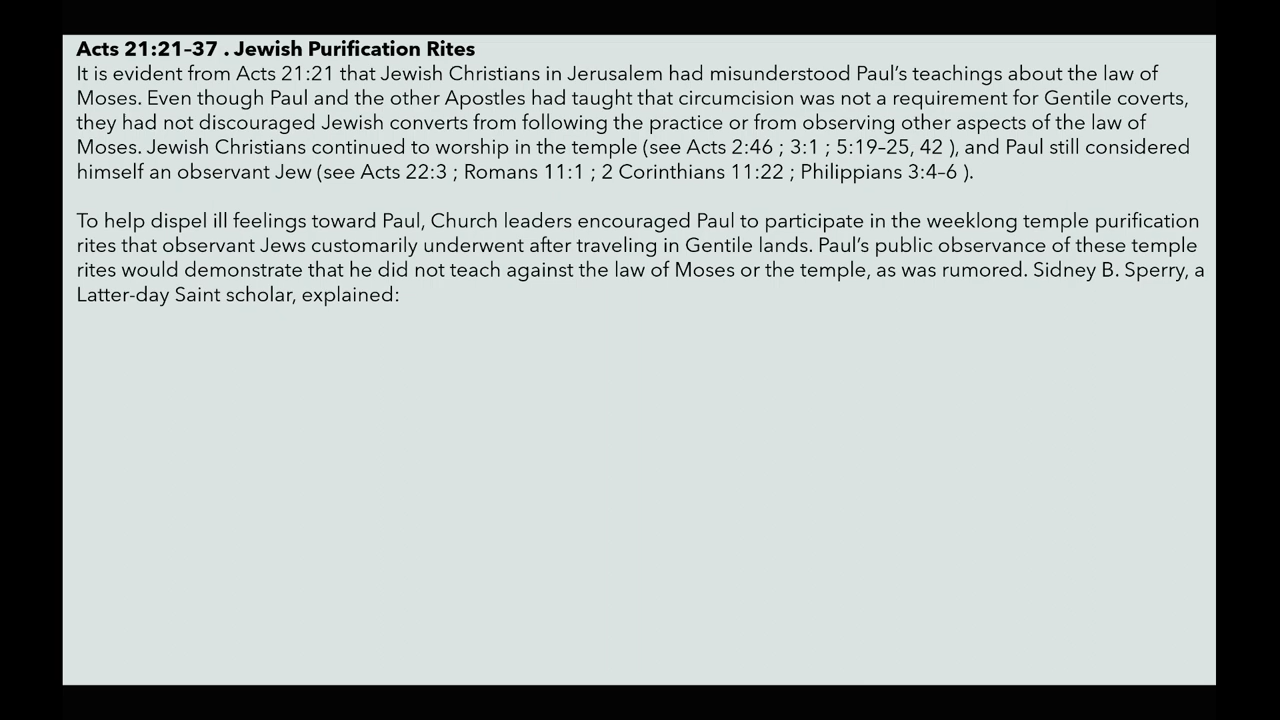 Acts 21:21–37 . Jewish Purification Rites
It is evident from Acts 21:21 that Jewish Christians in Jerusalem had misunderstood Paul’s teachings about the law of
Moses. Even though Paul and the other Apostles had taught that circumcision was not a requirement for Gentile coverts,
they had not discouraged Jewish converts from following the practice or from observing other aspects of the law of
Moses. Jewish Christians continued to worship in the temple (see Acts 2:46 ; 3:1 ; 5:19–25, 42 ), and Paul still considered
himself an observant Jew (see Acts 22:3 ; Romans 11:1 ; 2 Corinthians 11:22 ; Philippians 3:4–6 ).
To help dispel ill feelings toward Paul, Church leaders encouraged Paul to participate in the weeklong temple purification
rites that observant Jews customarily underwent after traveling in Gentile lands. Paul’s public observance of these temple
rites would demonstrate that he did not teach against the law of Moses or the temple, as was rumored. Sidney B. Sperry, a
Latter-day Saint scholar, explained: